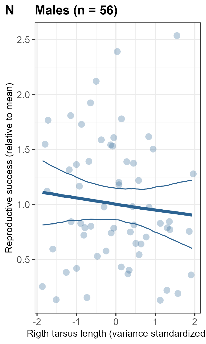 N Males (n = 56)
Reproductive success (relative to mean)
2.5
2.0
1.5
1.0
0.5
-2 -1 0 1 2
Rigth tarsus length (variance standardized